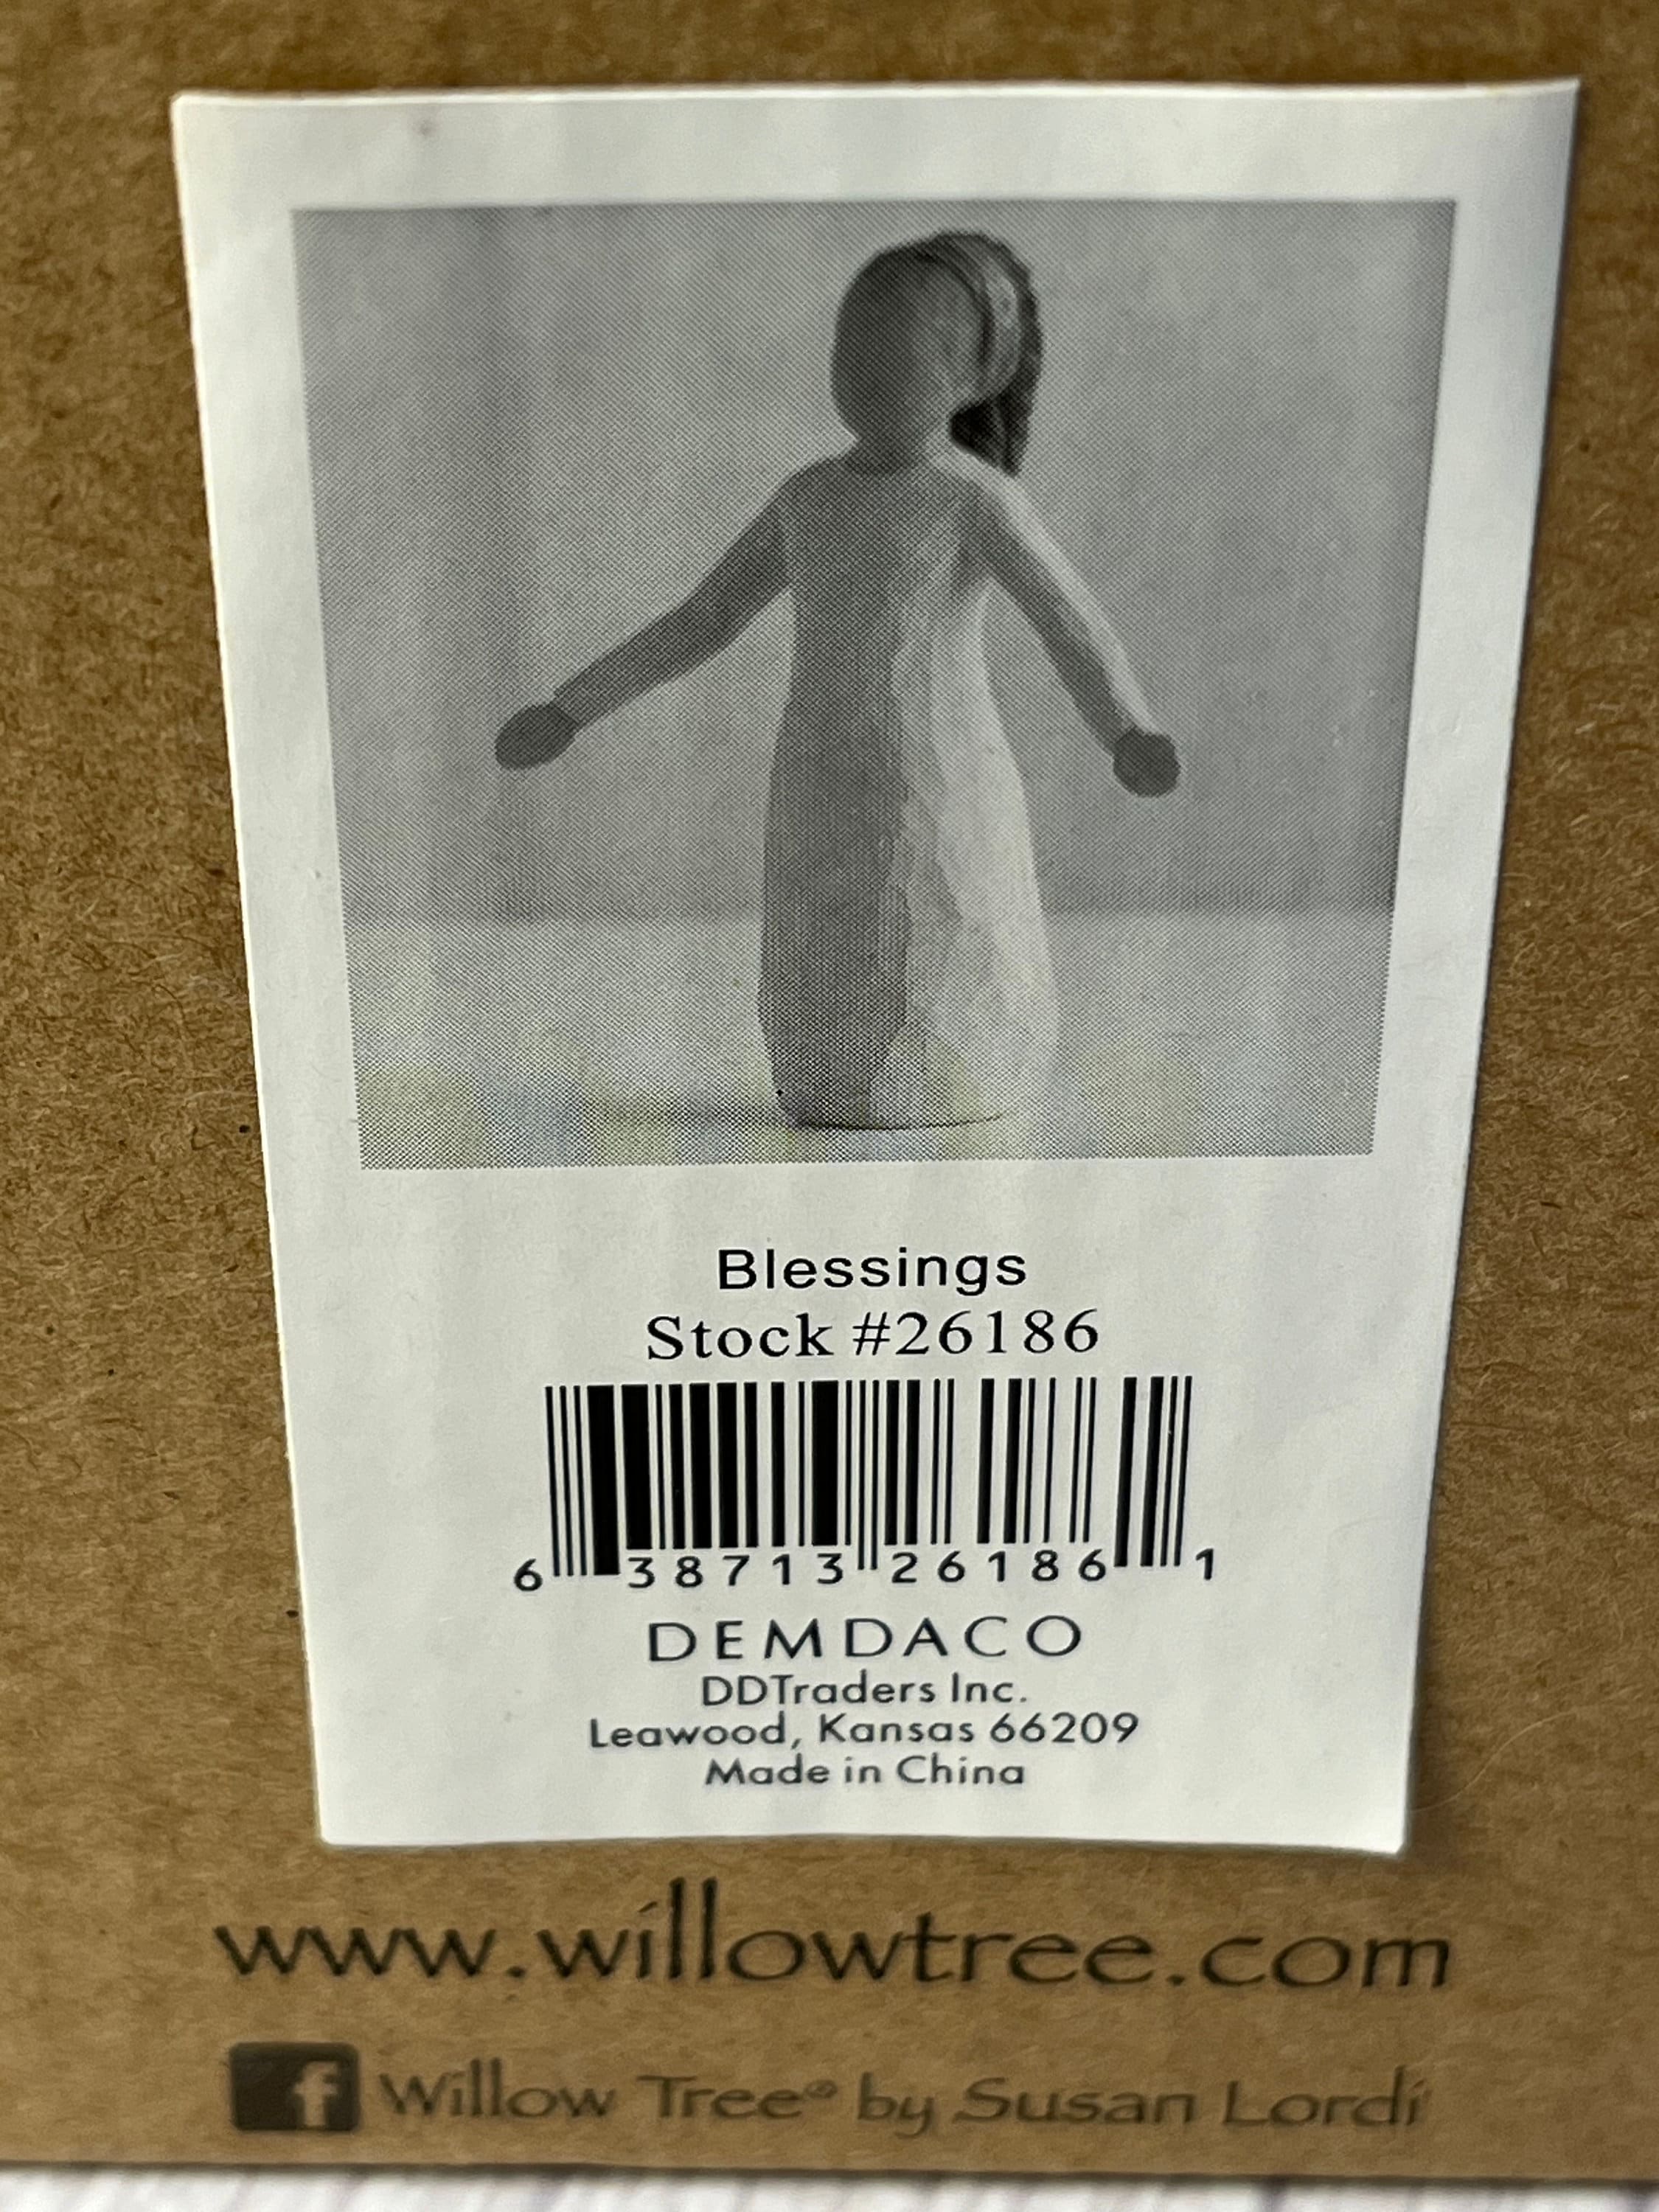 Blessings
Stock #26186
6 38713 26186 1
DEMDACO
DDTraders Inc.
Leawood, Kansas 66209
Made in China
www.willowtree.com
f Willow Tree® by Susan Lordi